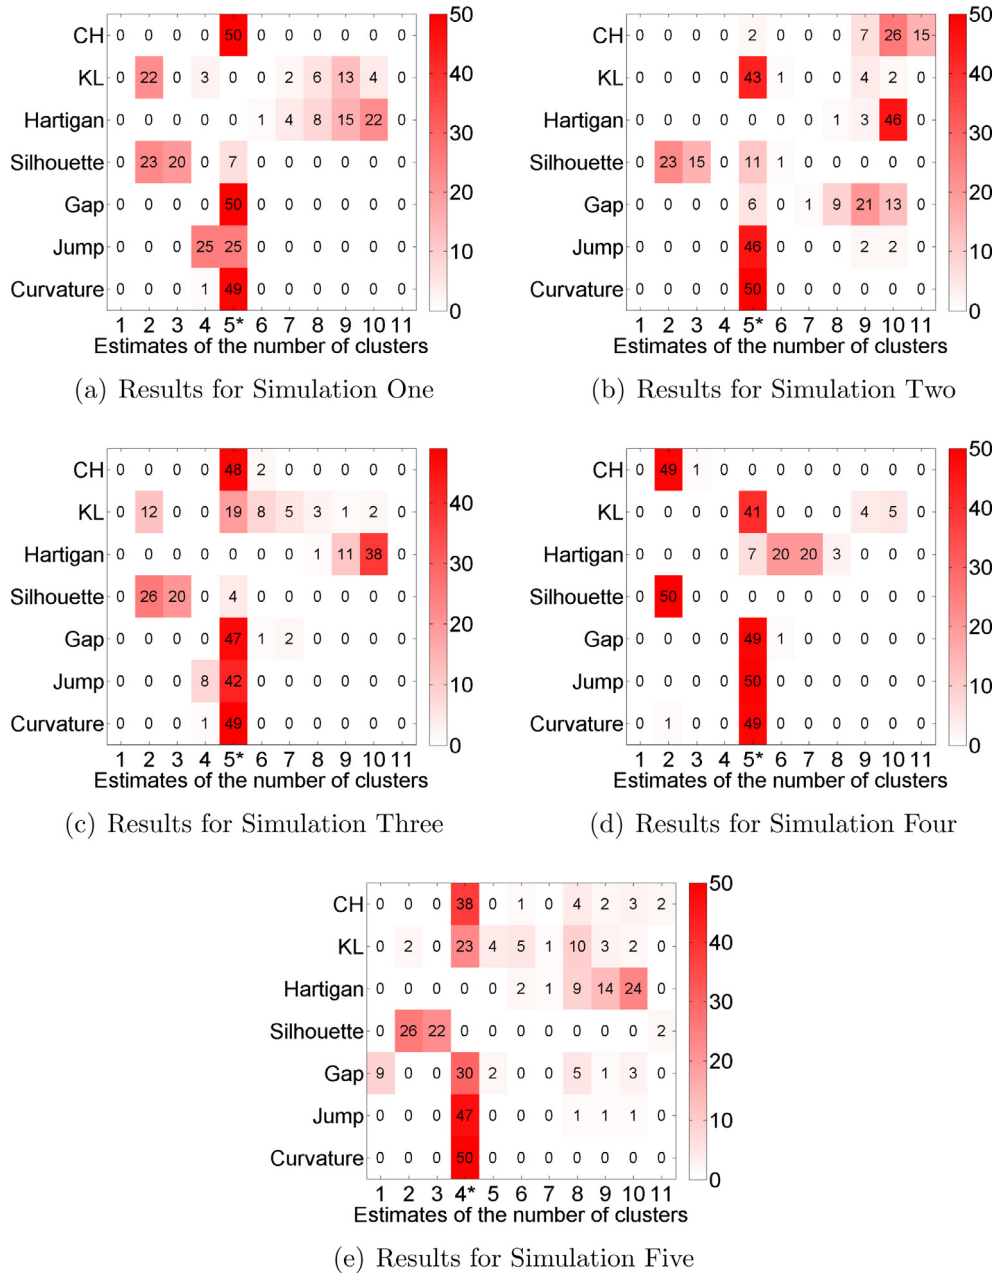 CH 0 0 0 0 50 0 0 0 0 0 0
KL 0 22 0 3 0 0 2 6 13 4 0
Hartigan 0 0 0 0 0 1 4 8 15 22 0
Silhouette 0 23 20 0 7 0 0 0 0 0 0
Gap 0 0 0 0 50 0 0 0 0 0 0
Jump 0 0 0 25 25 0 0 0 0 0 0
Curvature 0 0 0 1 49 0 0 0 0 0 0
1 2 3 4 5* 6 7 8 9 10 11
Estimates of the number of clusters
50
40
30
20
10
0
(a) Results for Simulation One
CH 0 0 0 0 2 0 0 0 7 26 15
KL 0 0 0 0 43 1 0 0 4 2 0
Hartigan 0 0 0 0 0 0 0 1 3 46 0
Silhouette 0 23 15 0 11 1 0 0 0 0 0
Gap 0 0 0 0 6 0 1 9 21 13 0
Jump 0 0 0 0 46 0 0 0 2 2 0
Curvature 0 0 0 0 50 0 0 0 0 0 0
1 2 3 4 5* 6 7 8 9 10 11
Estimates of the number of clusters
50
40
30
20
10
0
(b) Results for Simulation Two
CH 0 0 0 0 48 2 0 0 0 0 0
KL 0 12 0 0 19 8 5 3 1 2 0
Hartigan 0 0 0 0 0 0 0 1 11 38 0
Silhouette 0 26 20 0 4 0 0 0 0 0 0
Gap 0 0 0 0 47 1 2 0 0 0 0
Jump 0 0 0 8 42 0 0 0 0 0 0
Curvature 0 0 0 1 49 0 0 0 0 0 0
1 2 3 4 5* 6 7 8 9 10 11
Estimates of the number of clusters
40
30
20
10
0
(c) Results for Simulation Three
CH 0 49 1 0 0 0 0 0 0 0 0
KL 0 0 0 0 41 0 0 0 4 5 0
Hartigan 0 0 0 0 7 20 20 3 0 0 0
Silhouette 0 50 0 0 0 0 0 0 0 0 0
Gap 0 0 0 0 49 1 0 0 0 0 0
Jump 0 0 0 0 50 0 0 0 0 0 0
Curvature 0 1 0 0 49 0 0 0 0 0 0
1 2 3 4 5* 6 7 8 9 10 11
Estimates of the number of clusters
50
40
30
20
10
0
(d) Results for Simulation Four
CH 0 0 0 38 0 1 0 4 2 3 2
KL 0 2 0 23 4 5 1 10 3 2 0
Hartigan 0 0 0 0 0 2 1 9 14 24 0
Silhouette 0 26 22 0 0 0 0 0 0 0 2
Gap 9 0 0 30 2 0 0 5 1 3 0
Jump 0 0 0 47 0 0 0 1 1 1 0
Curvature 0 0 0 50 0 0 0 0 0 0 0
1 2 3 4* 5 6 7 8 9 10 11
Estimates of the number of clusters
50
40
30
20
10
0
(e) Results for Simulation Five